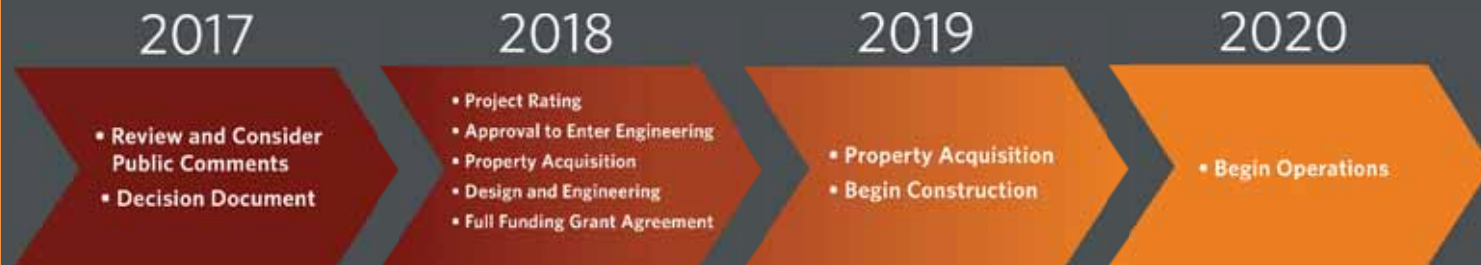 2017
• Review and Consider
Public Comments
• Decision Document
2018
• Project Rating
• Approval to Enter Engineering
• Property Acquisition
• Design and Engineering
• Full Funding Grant Agreement
2019
• Property Acquisition
• Begin Construction
2020
• Begin Operations